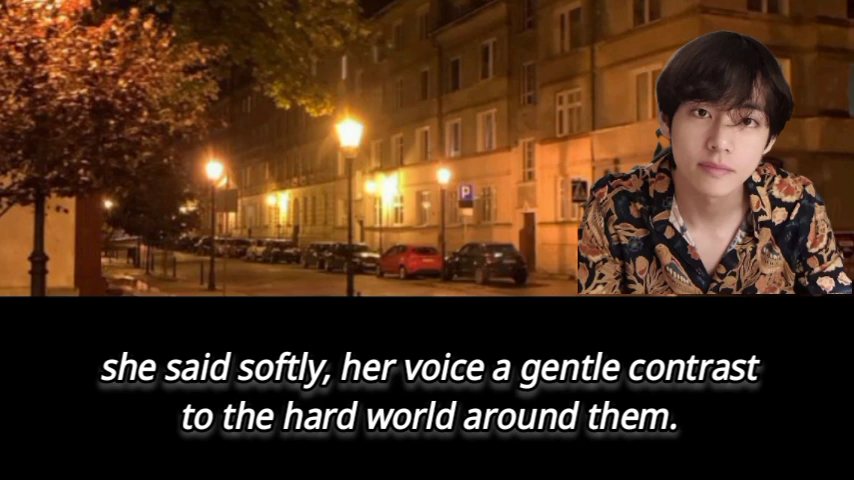 P
she said softly, her voice a gentle contrast
to the hard world around them.